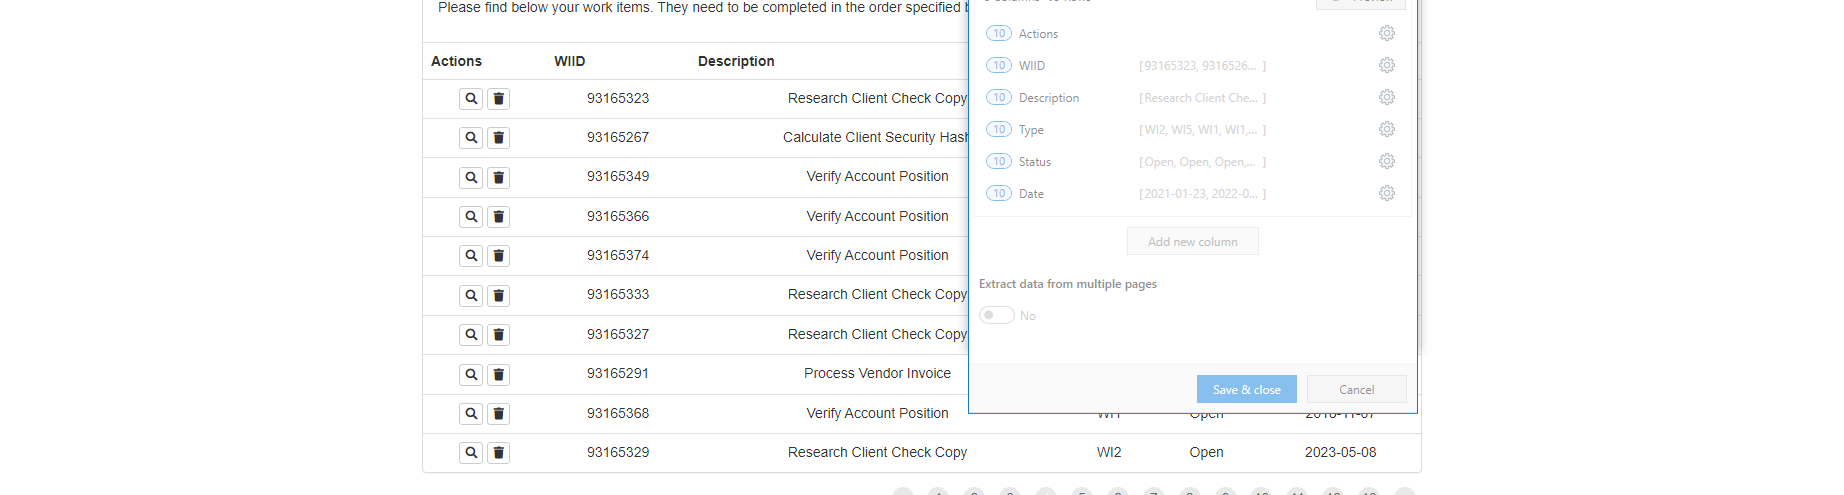 Please find below your work items. They need to be completed in the order specified
Actions WIID Description
93165323 Research Client Check Copy
93165267 Calculate Client Security Hash
93165349 Verify Account Position
93165366 Verify Account Position
93165374 Verify Account Position
93165333 Research Client Check Copy
93165327 Research Client Check Copy
93165291 Process Vendor Invoice
93165368 Verify Account Position WI1 Open
93165329 Research Client Check Copy WI2 Open 2023-05-08
10 Actions
10 WIID [ 93165323, 9316526... ]
10 Description [ Research Client Che... ]
10 Type [ WI2, WI5, WI1, WI1,... ]
10 Status [ Open, Open, Open,... ]
10 Date [ 2021-01-23, 2022-0... ]
Add new column
Extract data from multiple pages
No
Save & close Cancel